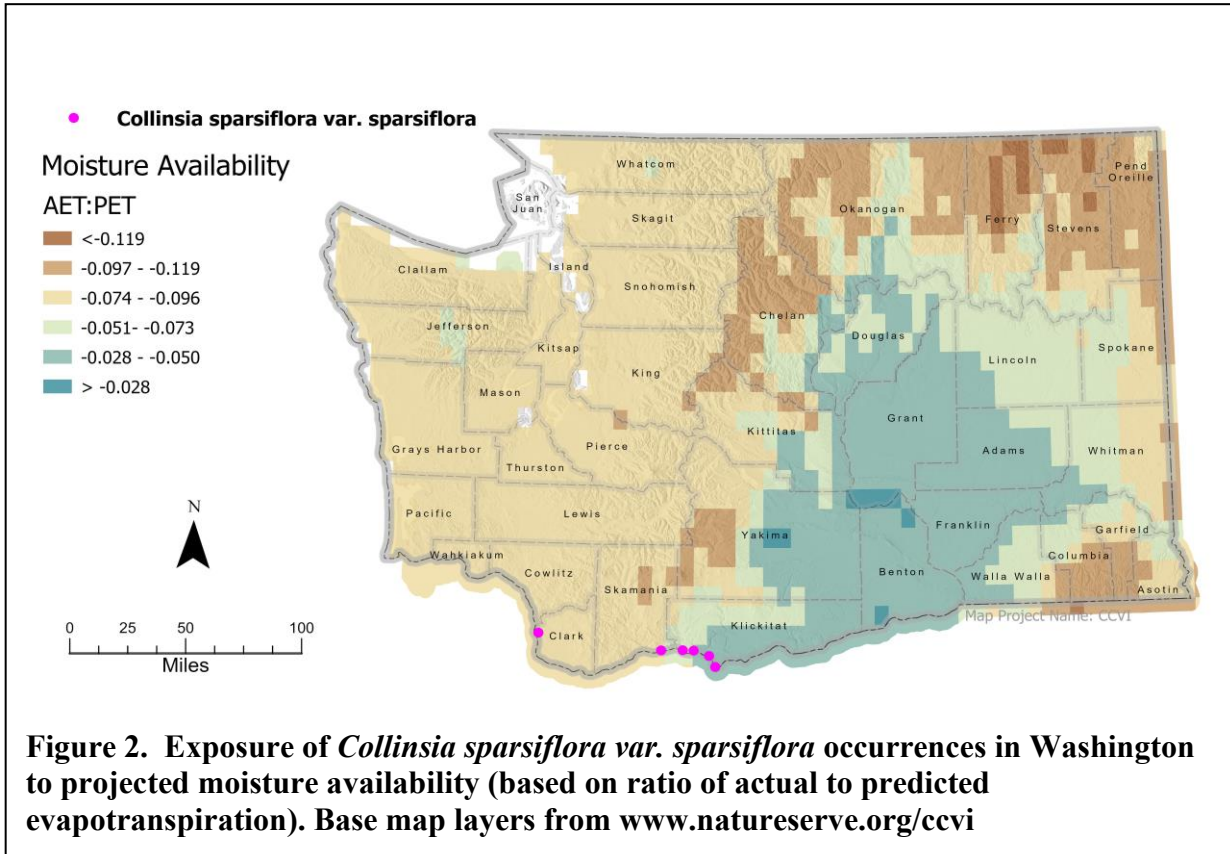 Collinsia sparsiflora var. sparsiflora
Moisture Availability
AET:PET
<-0.119
-0.097 - -0.119
-0.074 - -0.096
-0.051- -0.073
-0.028 - -0.050
> -0.028
N
0 25 50 100
Miles
Whatcom
Pend
Oreille
San
Juan
Skagit
Okanogan
Ferry
Stevens
Clallam
Island
Snohomish
Chelan
Jefferson
Douglas
Kitsap
Lincoln
Spokane
King
Mason
Grant
Kittitas
Grays Harbor
Pierce
Adams
Whitman
Thurston
Pacific
Lewis
Yakima
Franklin
Garfield
Wahkiakum
Columbia
Cowlitz
Skamania
Benton
Walla Walla
Asotin
Klickitat
Map Project Name: CCVI
Clark
Figure 2. Exposure of Collinsia sparsiflora var. sparsiflora occurrences in Washington
to projected moisture availability (based on ratio of actual to predicted
evapotranspiration). Base map layers from www.natureserve.org/ccvi